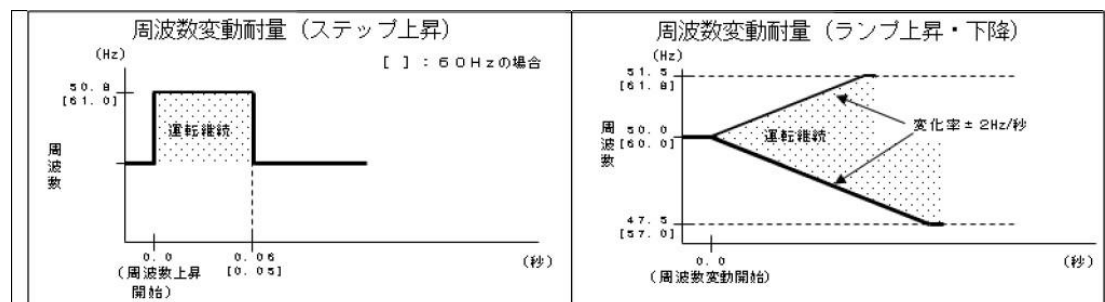 周波数変動耐量（ステップ上昇）
(Hz)
[ ]：６０Ｈｚの場合
50.8
[61.0]
運転継続
周波数
0.0
(周波数上昇
開始)
0.06
[0.05]
(秒)
周波数変動耐量（ランプ上昇・下降）
(Hz)
51.5
[61.8]
周波数
50.0
[60.0]
運転継続
変化率±2Hz/秒
47.5
[57.0]
0.0
(周波数変動開始)
(秒)